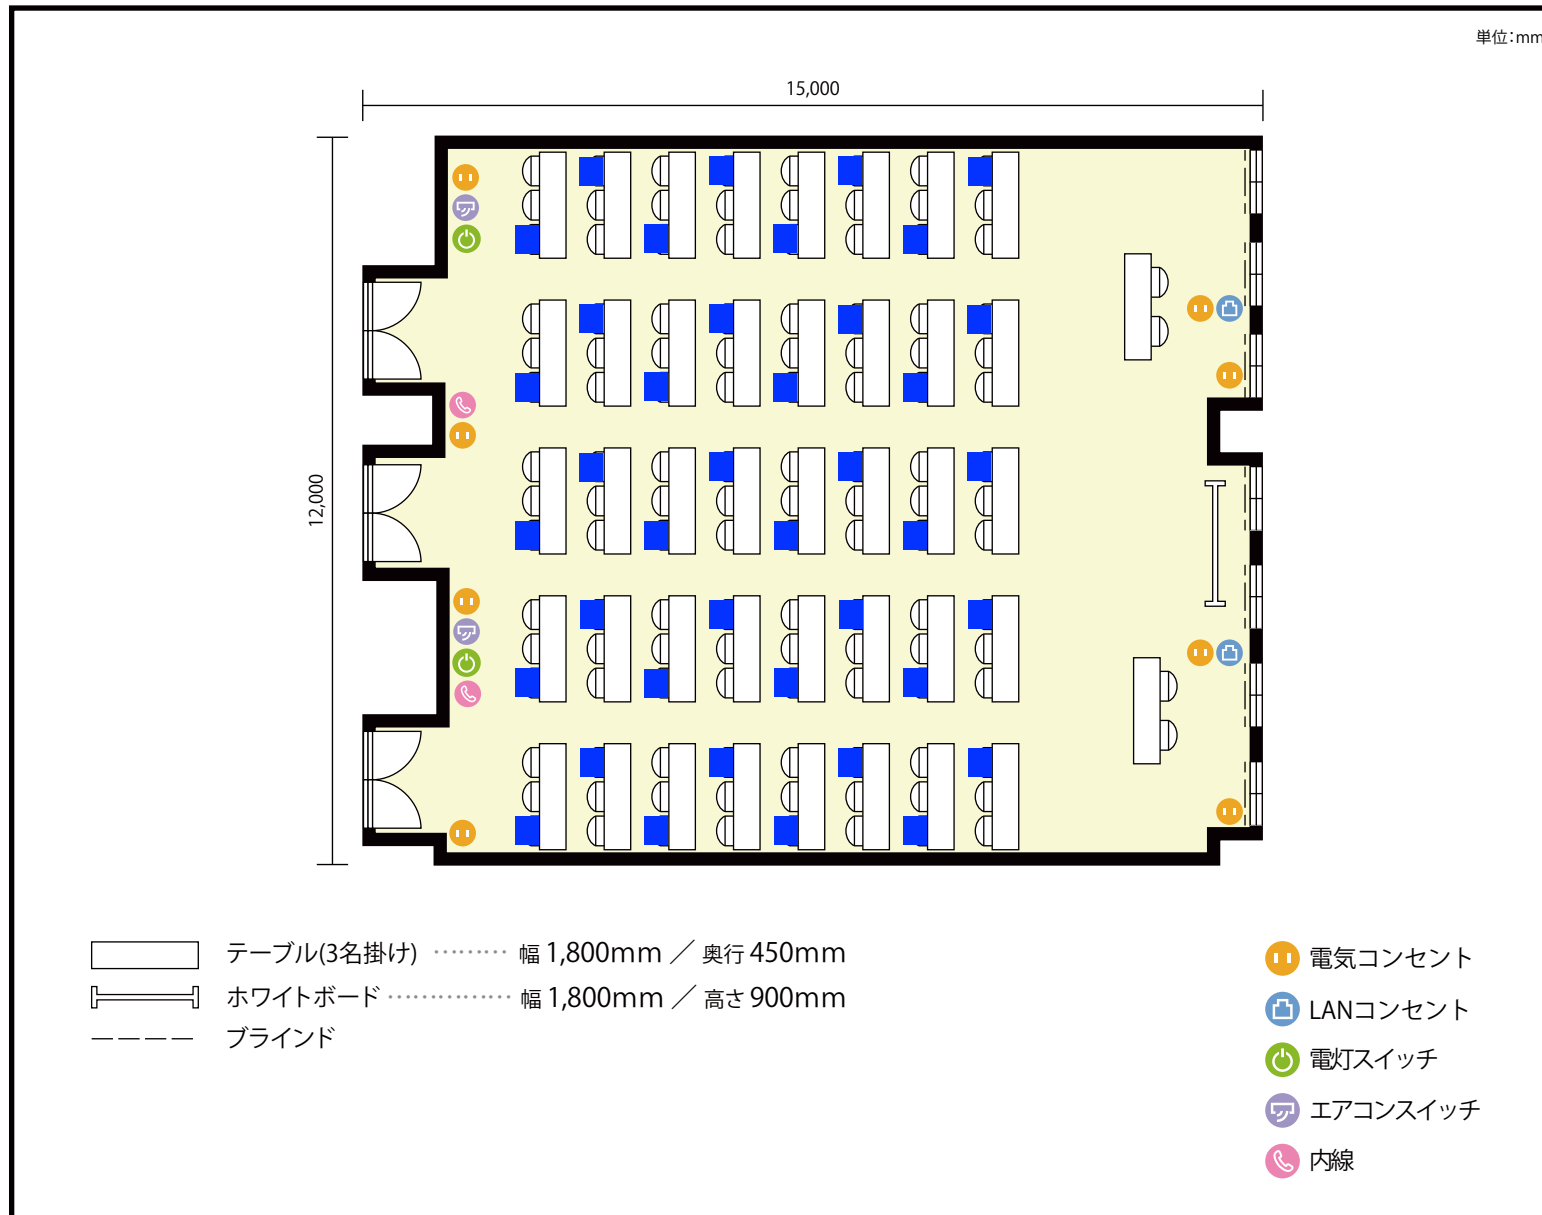 単位:mm
15,000
12,000
テーブル(3名掛け) ……… 幅 1,800mm ／ 奥行 450mm
ホワイトボード …………… 幅 1,800mm ／ 高さ 900mm
ブラインド
電気コンセント
LANコンセント
電灯スイッチ
エアコンスイッチ
内線